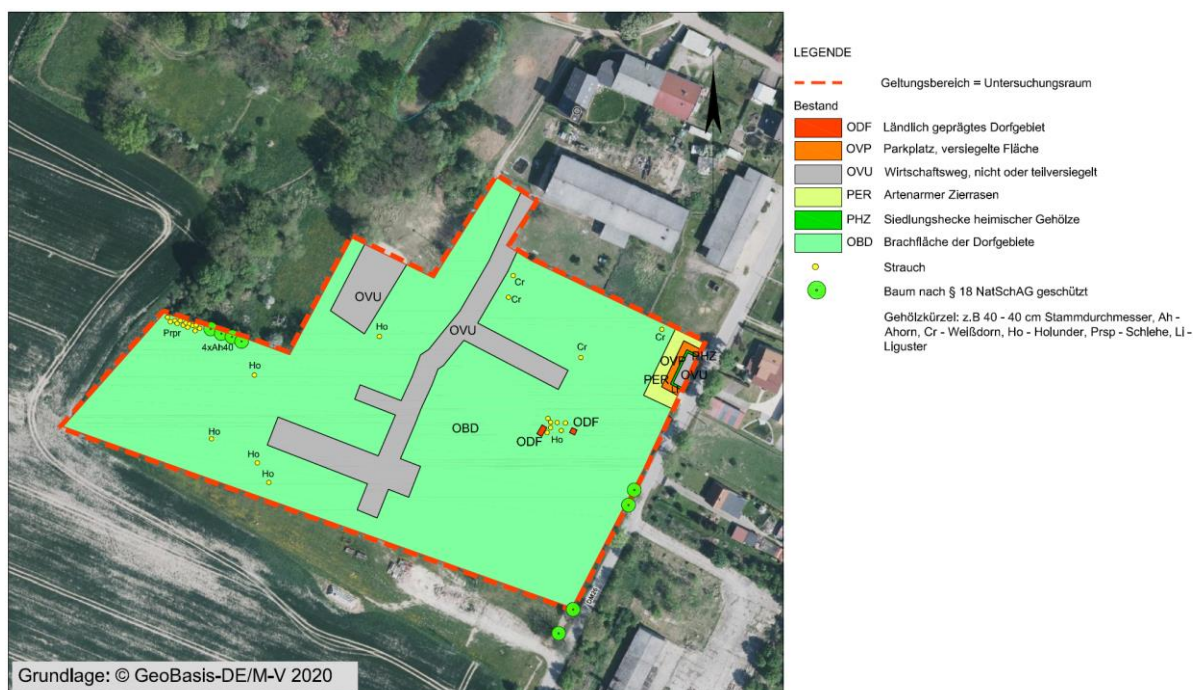 LEGENDE
Geltungsbereich = Untersuchungsraum
Bestand
ODF Ländlich geprägtes Dorfgebiet
OVP Parkplatz, versiegelte Fläche
OVU Wirtschaftsweg, nicht oder teilversiegelt
PER Artenarmer Zierrasen
PHZ Siedlungshecke heimischer Gehölze
OBD Brachfläche der Dorfgebiete
Strauch
Baum nach § 18 NatSchAG geschützt
Gehölzkürzel: z.B 40 - 40 cm Stammdurchmesser, Ah -
Ahorn, Cr - Weißdorn, Ho - Holunder, Prsp - Schlehe, Li -
Liguster
Cr
OVU
Cr
Cr
Prpr
Ho
OVU
4xAh40
OVP
PHZ
OVU
PER
Ho
OBD
ODF
ODF
Ho
Ho
Ho
Ho
Grundlage: © GeoBasis-DE/M-V 2020